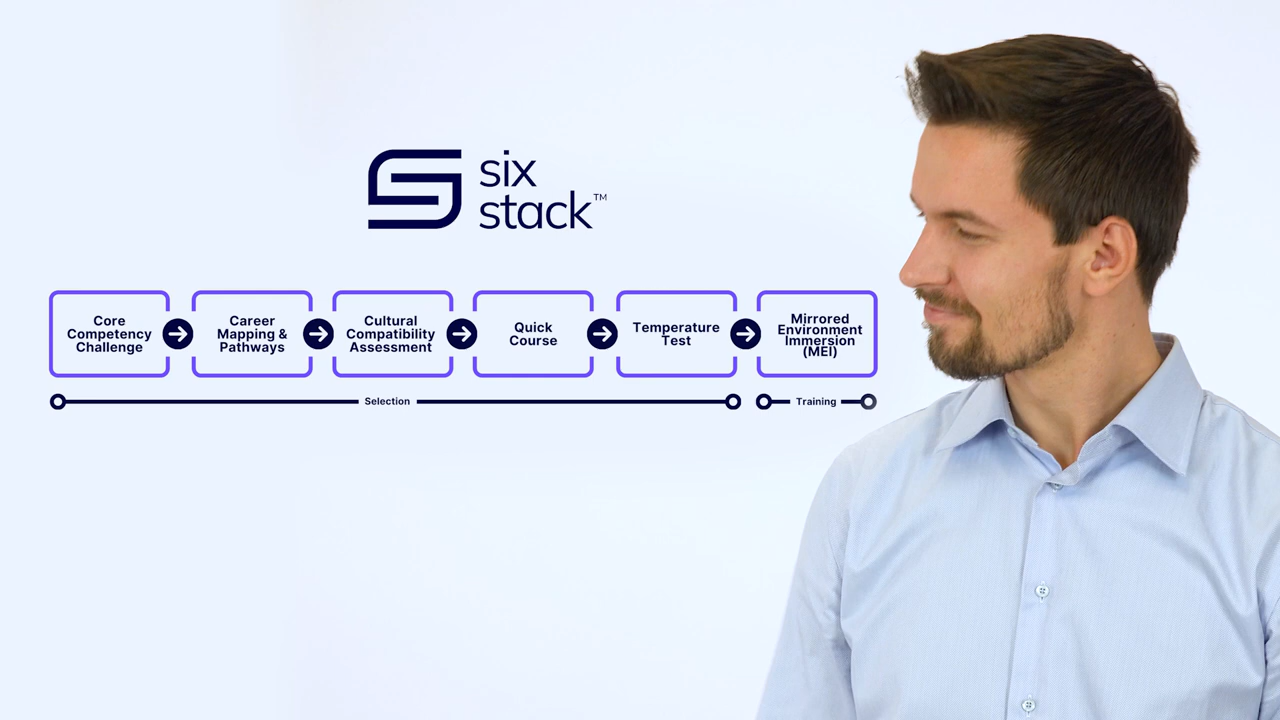 six
stack™
Core
Competency
Challenge
Career
Mapping &
Pathways
Cultural
Compatibility
Assessment
Quick
Course
Temperature
Test
Mirrored
Environment
Immersion
(MEI)
Selection
Training